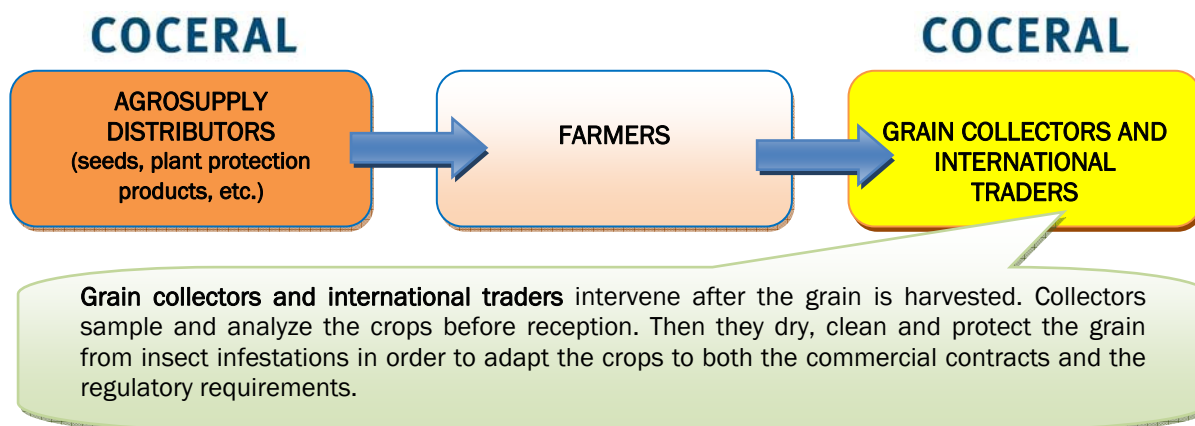 COCERAL
COCERAL
AGROSUPPLY
DISTRIBUTORS
(seeds, plant protection
products, etc.)
FARMERS
GRAIN COLLECTORS AND
INTERNATIONAL
TRADERS
Grain collectors and international traders intervene after the grain is harvested. Collectors
sample and analyze the crops before reception. Then they dry, clean and protect the grain
from insect infestations in order to adapt the crops to both the commercial contracts and the
regulatory requirements.